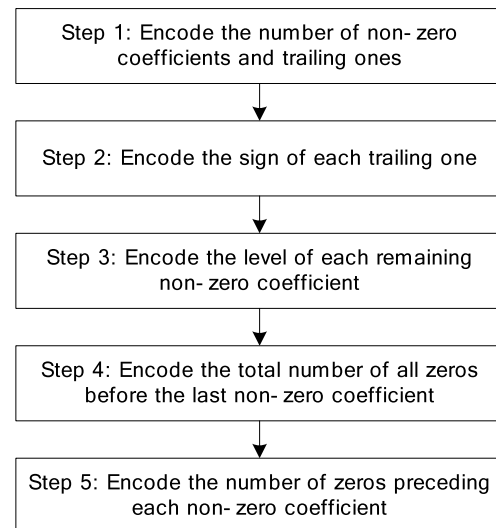 Step 1: Encode the number of non-zero
coefficients and trailing ones
Step 2: Encode the sign of each trailing one
Step 3: Encode the level of each remaining
non-zero coefficient
Step 4: Encode the total number of all zeros
before the last non-zero coefficient
Step 5: Encode the number of zeros preceding
each non-zero coefficient